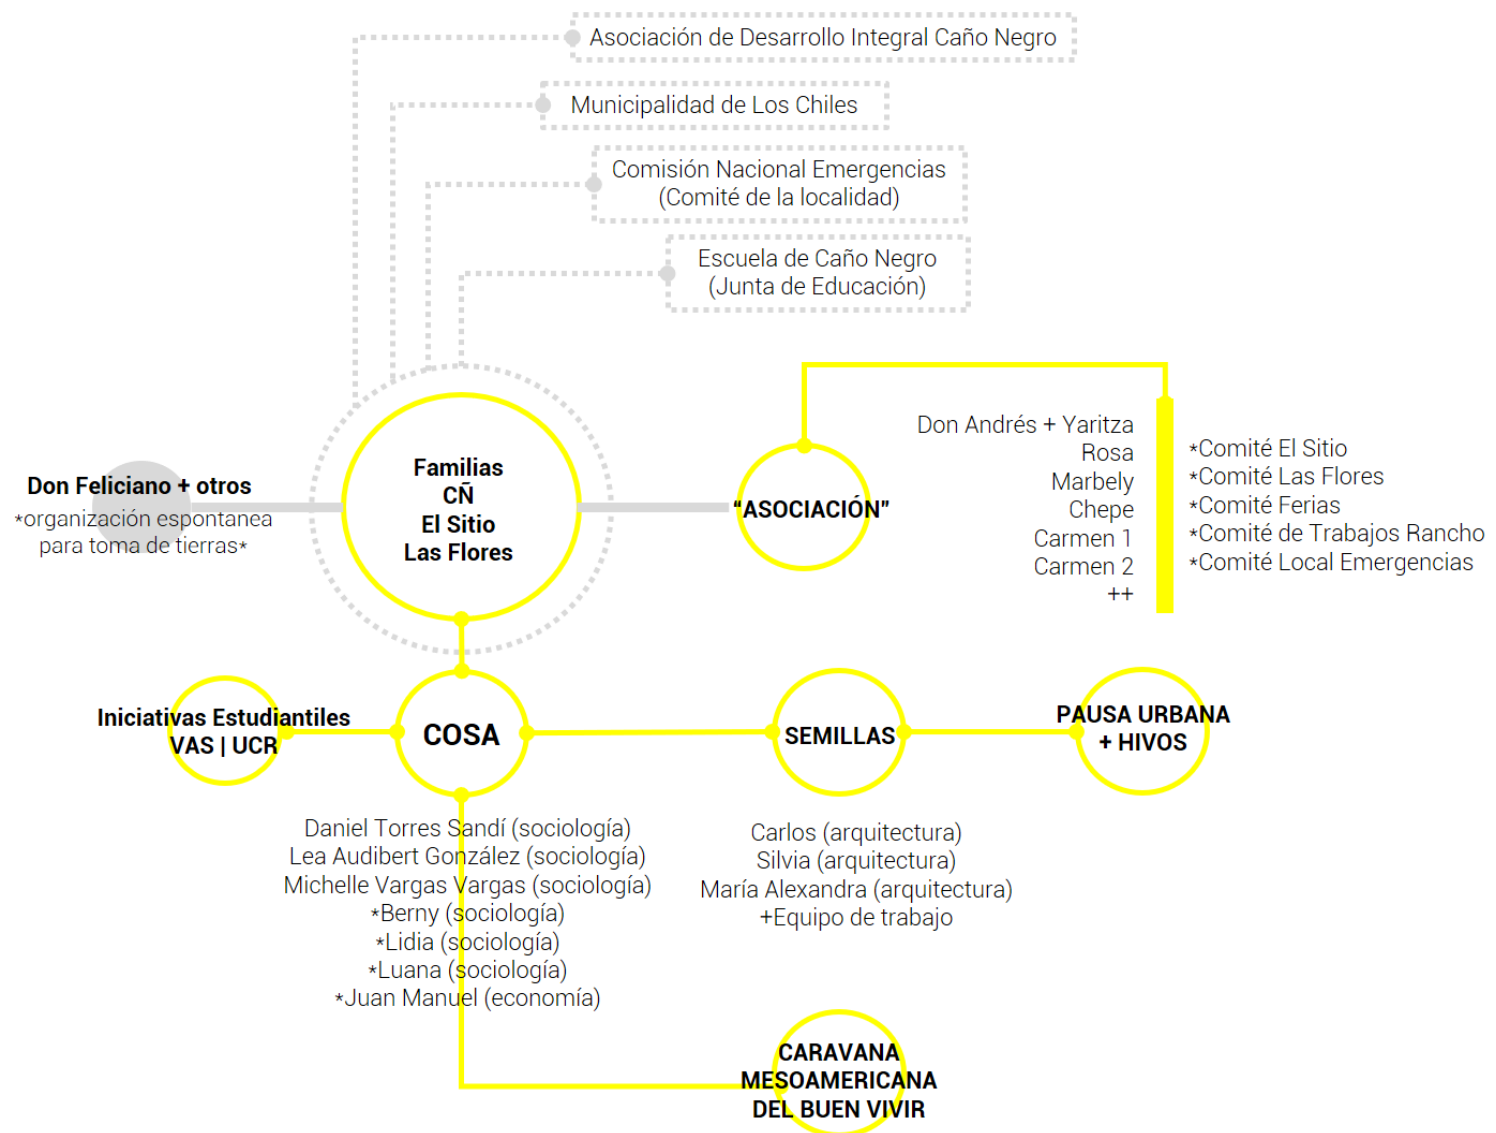 Asociación de Desarrollo Integral Caño Negro
Municipalidad de Los Chiles
Comisión Nacional Emergencias
(Comité de la localidad)
Escuela de Caño Negro
(Junta de Educación)
Don Feliciano + otros
*organización espontanea
para toma de tierras*
Familias
CÑ
El Sitio
Las Flores
“ASOCIACIÓN”
Don Andrés + Yaritza
Rosa
Marbely
Chepe
Carmen 1
Carmen 2
++
*Comité El Sitio
*Comité Las Flores
*Comité Ferias
*Comité de Trabajos Rancho
*Comité Local Emergencias
Iniciativas Estudiantiles
VAS | UCR
COSA
SEMILLAS
PAUSA URBANA
+ HIVOS
Daniel Torres Sandí (sociología)
Lea Audibert González (sociología)
Michelle Vargas Vargas (sociología)
*Berny (sociología)
*Lidia (sociología)
*Luana (sociología)
*Juan Manuel (economía)
Carlos (arquitectura)
Silvia (arquitectura)
María Alexandra (arquitectura)
+Equipo de trabajo
CARAVANA
MESOAMERICANA
DEL BUEN VIVIR